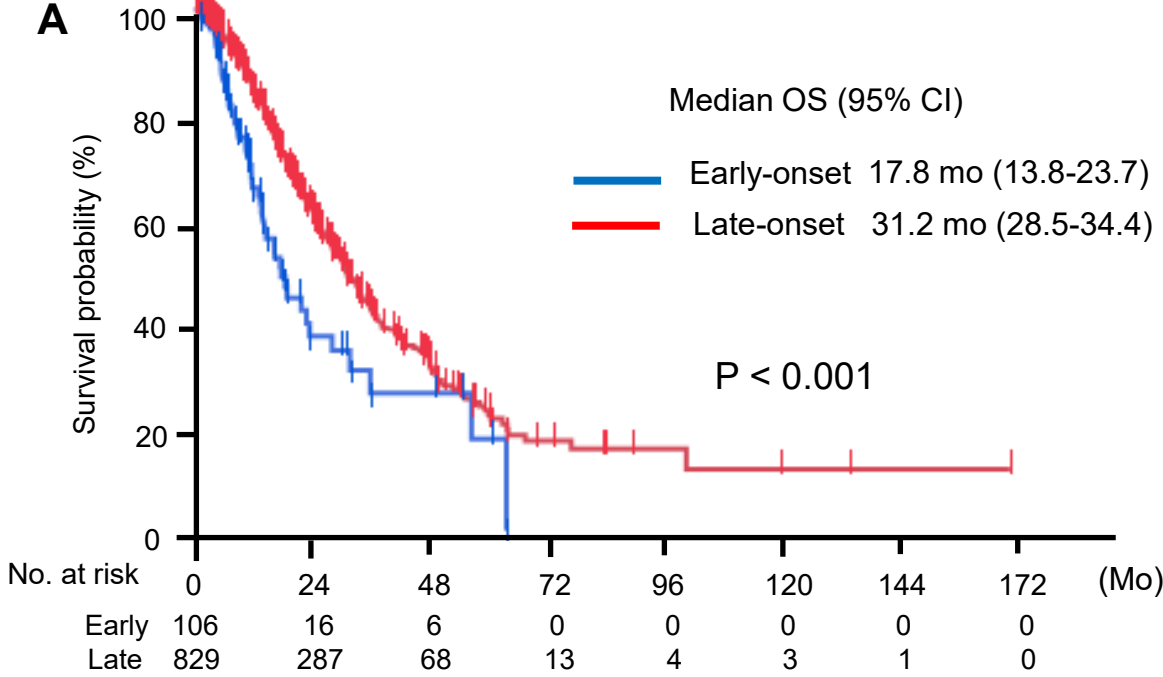 A
Survival probability (%)
100
80
60
40
20
0
Median OS (95% CI)
Early-onset 17.8 mo (13.8-23.7)
Late-onset 31.2 mo (28.5-34.4)
P < 0.001
0 24 48 72 96 120 144 172 (Mo)
No. at risk
Early 106 16 6 0 0 0 0 0
Late 829 287 68 13 4 3 1 0